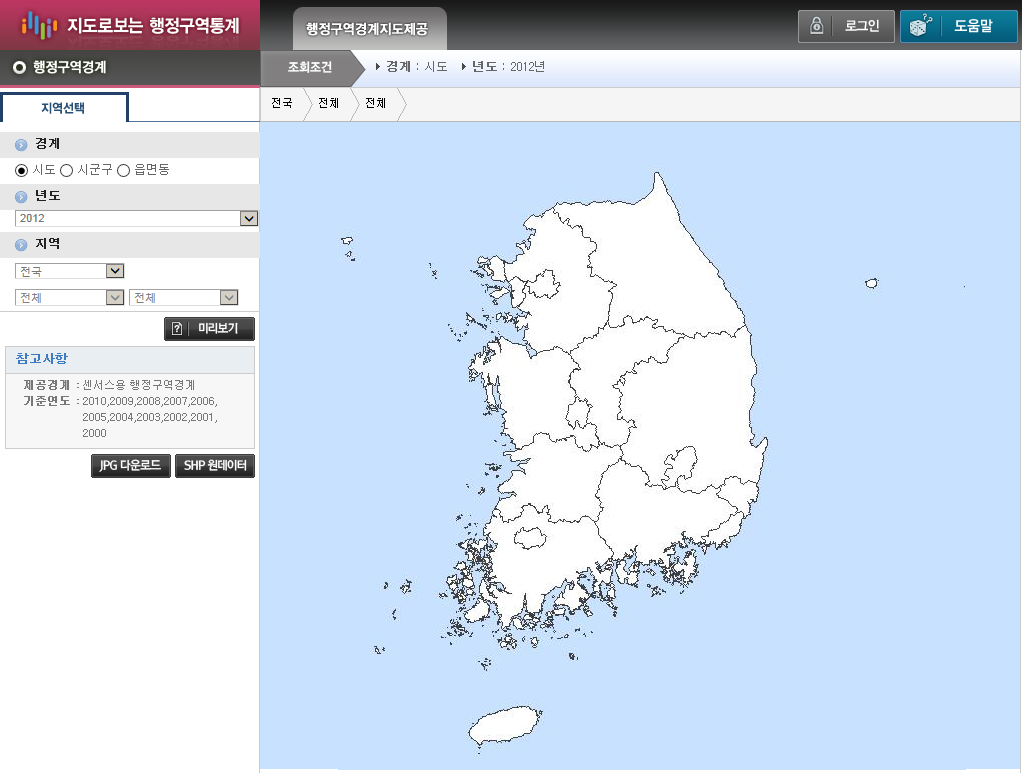 지도로보는 행정구역통계
행정구역경계지도제공
로그인
도움말
행정구역경계
조회조건
경계 : 시도
년도 : 2012년
지역선택
전국
전체
전체
경계
시도 시군구 읍면동
년도
2012
지역
전국
전체 전체
미리보기
참고사항
제공경계 : 센서스용 행정구역경계
기준연도 : 2010,2009,2008,2007,2006,
2005,2004,2003,2002,2001,
2000
JPG 다운로드 SHP 원데이터